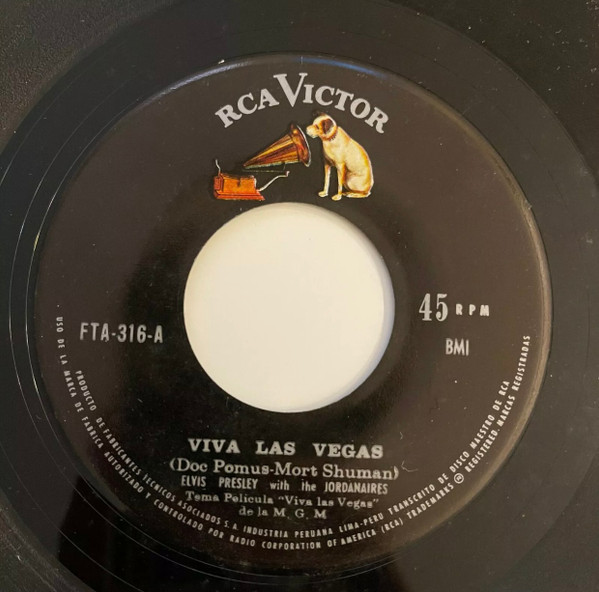 RCA VICTOR
45 RPM
FTA-316-A
BMI
VIVA LAS VEGAS
(Doc Pomus-Mort Shuman)
ELVIS PRESLEY with the JORDANAIRES
Tema Película "Viva las Vegas"
de la M. G. M
PRODUCTO DE FABRICANTES TECNICOS ASOCIADOS S.A. INDUSTRIA PERUANA LIMA-PERU TRANSCRITO DE DISCO MAESTRO DE RCA
USO DE LA MARCA DE FABRICA AUTORIZADO Y CONTROLADO POR RADIO CORPORATION OF AMERICA (RCA) TRADEMARKS ® REGISTERED. MARCAS REGISTRADAS